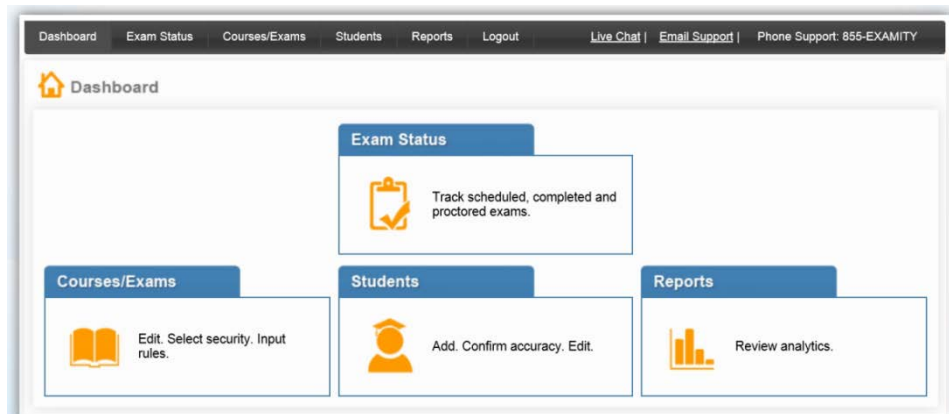 Dashboard Exam Status Courses/Exams Students Reports Logout Live Chat | Email Support | Phone Support: 855-EXAMITY
Dashboard
Exam Status
Track scheduled, completed and
proctored exams.
Courses/Exams
Edit. Select security. Input
rules.
Students
Add. Confirm accuracy. Edit.
Reports
Review analytics.